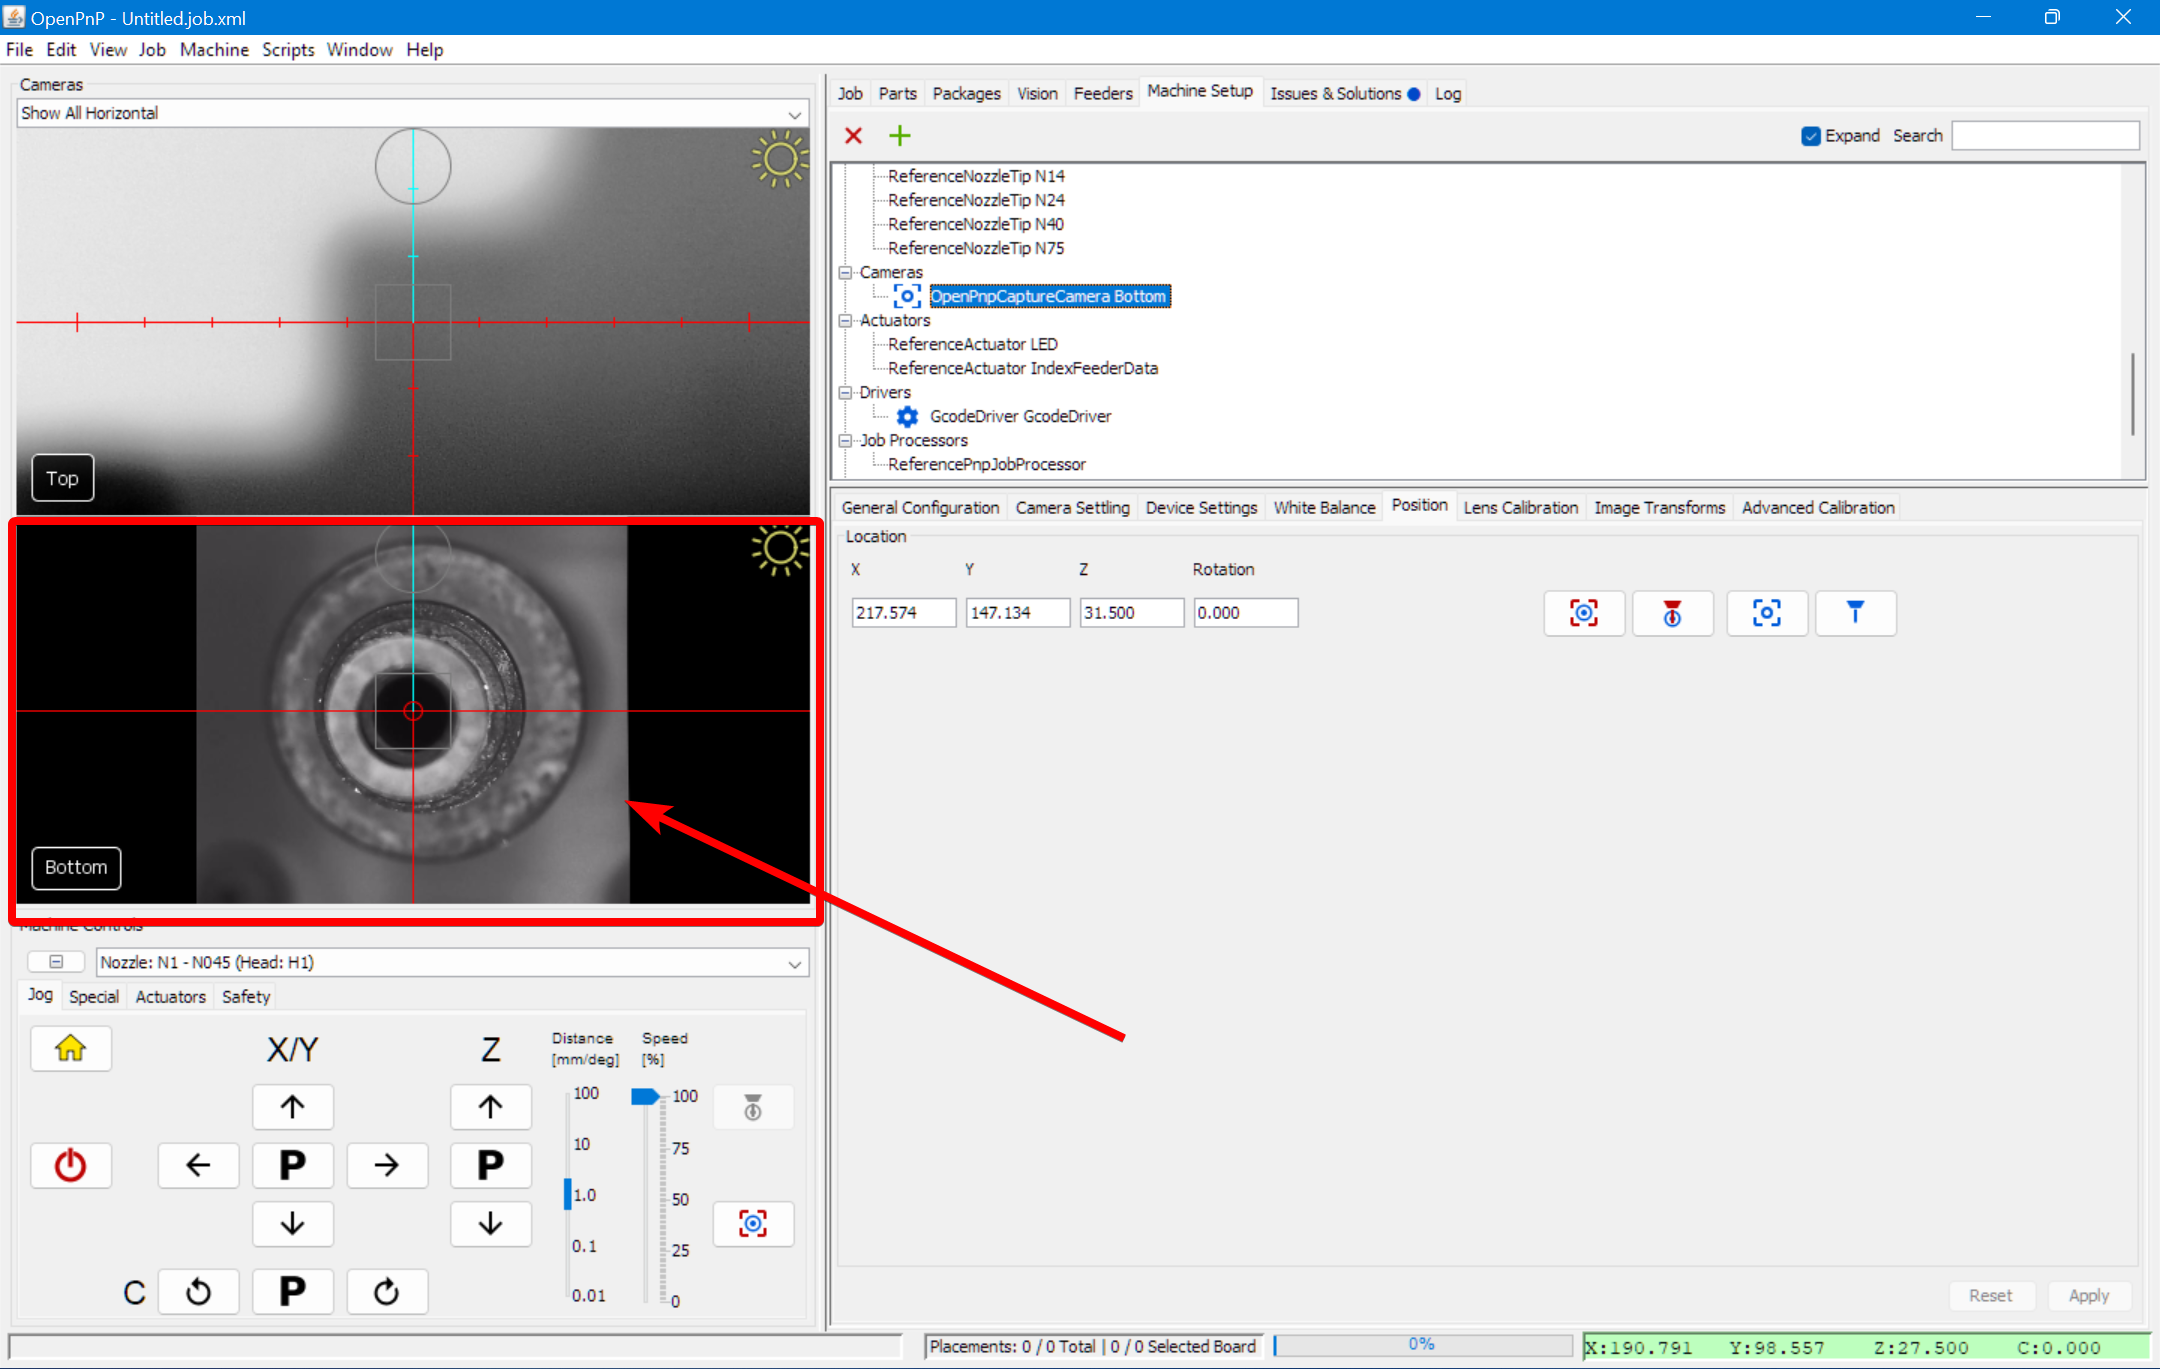 OpenPnP - Untitled.job.xml
File Edit View Job Machine Scripts Window Help
Cameras
Show All Horizontal
Top
Bottom
Machine Controls
Nozzle: N1 - N045 (Head: H1)
Jog Special Actuators Safety
X/Y Z
Distance [mm/deg]
Speed [%]
100
10
1.0
0.1
0.01
100
75
50
25
0
P P
C P
Job Parts Packages Vision Feeders Machine Setup Issues & Solutions Log
Expand Search
ReferenceNozzleTip N14
ReferenceNozzleTip N24
ReferenceNozzleTip N40
ReferenceNozzleTip N75
Cameras
OpenPnpCaptureCamera Bottom
Actuators
ReferenceActuator LED
ReferenceActuator IndexFeederData
Drivers
GcodeDriver GcodeDriver
Job Processors
ReferencePnpJobProcessor
General Configuration Camera Settling Device Settings White Balance Position Lens Calibration Image Transforms Advanced Calibration
Location
X Y Z Rotation
217.574 147.134 31.500 0.000
Reset Apply
Placements: 0 / 0 Total | 0 / 0 Selected Board 0% X:190.791 Y:98.557 Z:27.500 C:0.000